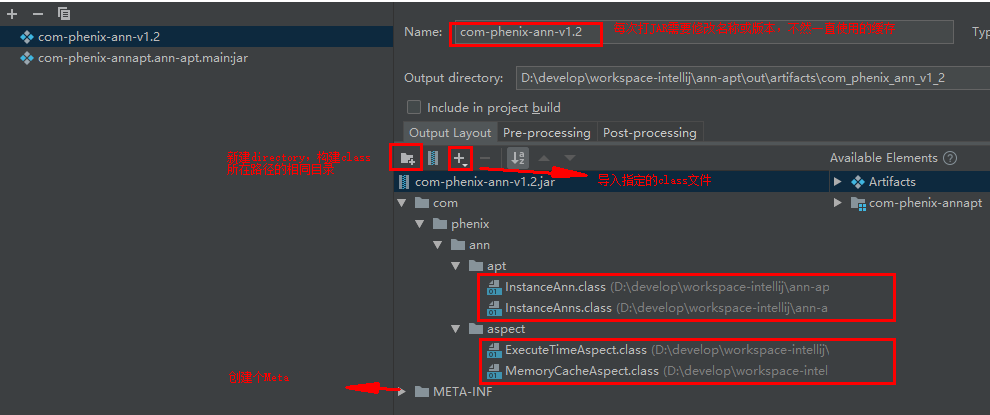 com-phenix-ann-v1.2
com-phenix-annapt.ann-apt.main:jar
Name:
com-phenix-ann-v1.2
Typ
Output directory:
D:\develop\workspace-intellij\ann-apt\out\artifacts\com_phenix_ann_v1_2
Include in project build
Output Layout
Pre-processing
Post-processing
新建directory，构建class
所在路径的相同目录
Available Elements
com-phenix-ann-v1.2.jar
导入指定的class文件
Artifacts
com
com-phenix-annapt
phenix
ann
apt
InstanceAnn.class (D:\develop\workspace-intellij\ann-ap
InstanceAnns.class (D:\develop\workspace-intellij\ann-a
aspect
ExecuteTimeAspect.class (D:\develop\workspace-intellij\
MemoryCacheAspect.class (D:\develop\workspace-intel
创建个Meta
META-INF